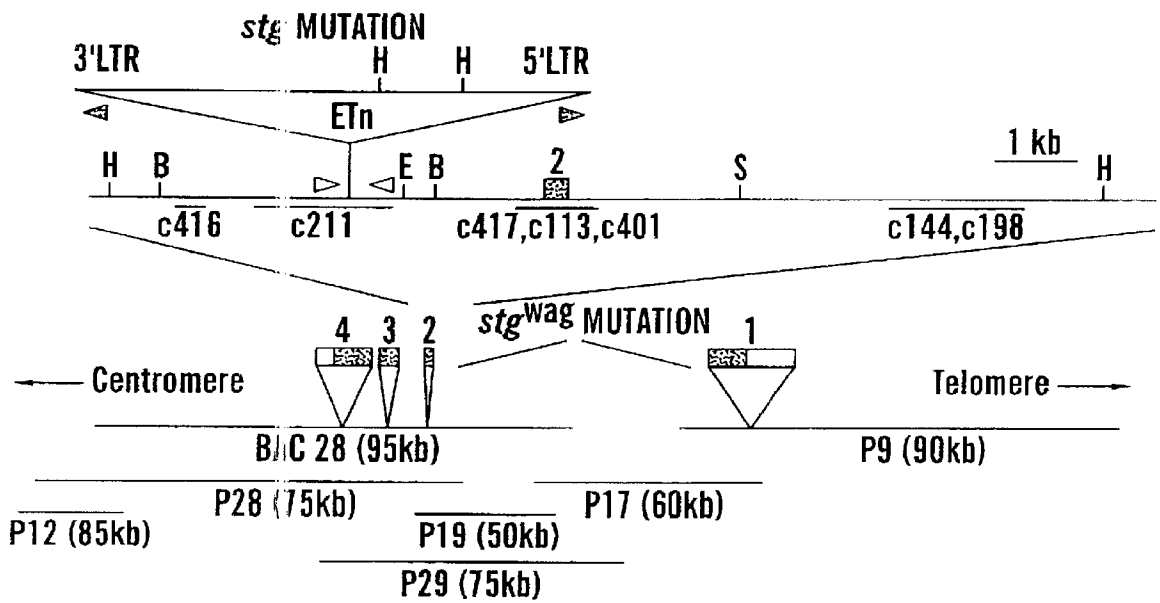 stg MUTATION
3'LTR H H 5'LTR
ETn
H B E B 2 S 1 kb H
c416 c211 c417,c113,c401 c144,c198
stgwag MUTATION
4 3 2 1
Centromere Telomere
BAC 28 (95kb) P9 (90kb)
P28 (75kb) P17 (60kb)
P12 (85kb) P19 (50kb)
P29 (75kb)